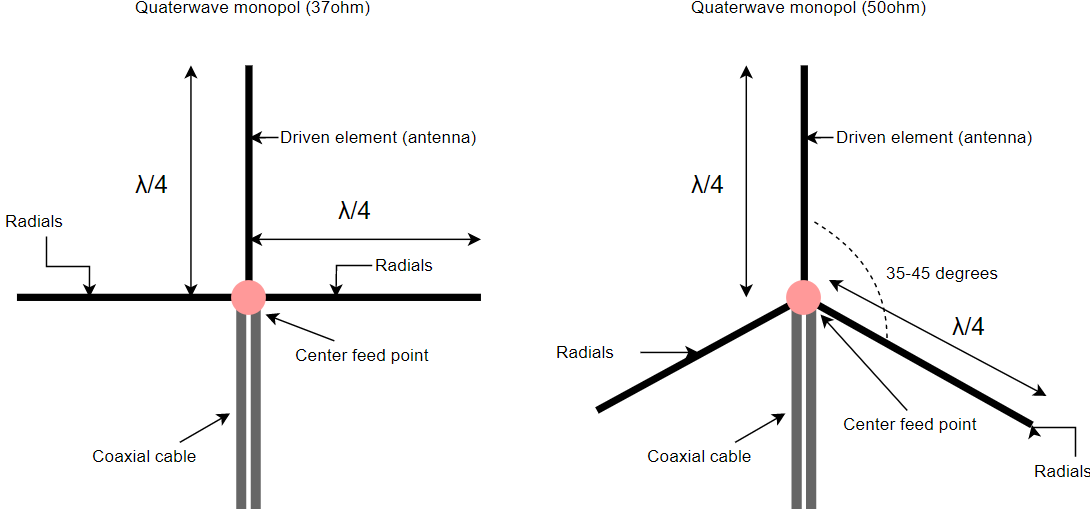 Quaterwave monopol (37ohm)
Driven element (antenna)
λ/4
λ/4
Radials
Radials
Center feed point
Coaxial cable
Quaterwave monopol (50ohm)
Driven element (antenna)
λ/4
35-45 degrees
λ/4
Radials
Center feed point
Coaxial cable
Radials